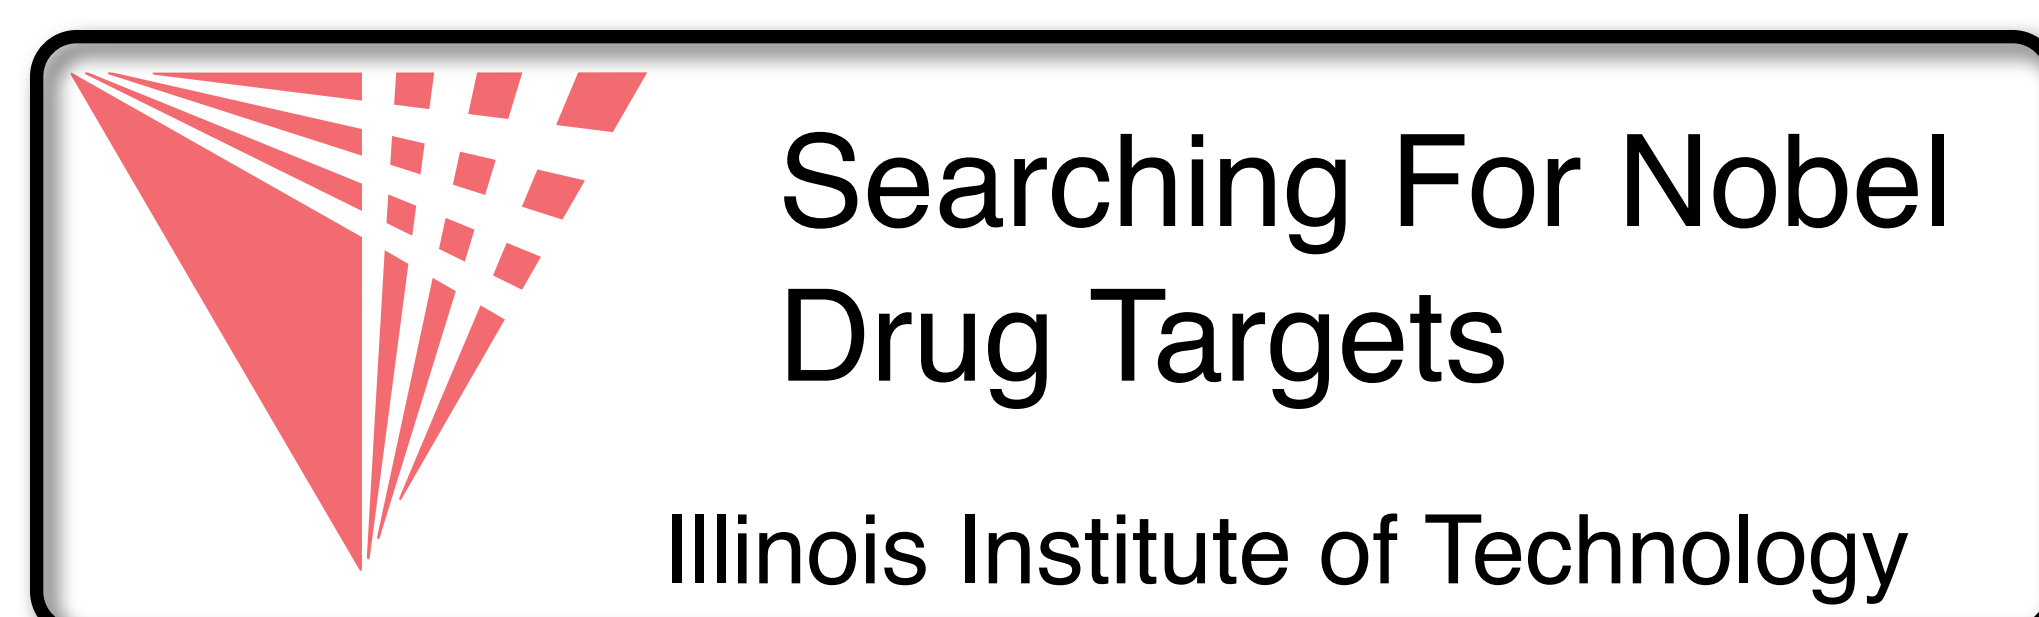 Searching For Nobel
Drug Targets
Illinois Institute of Technology